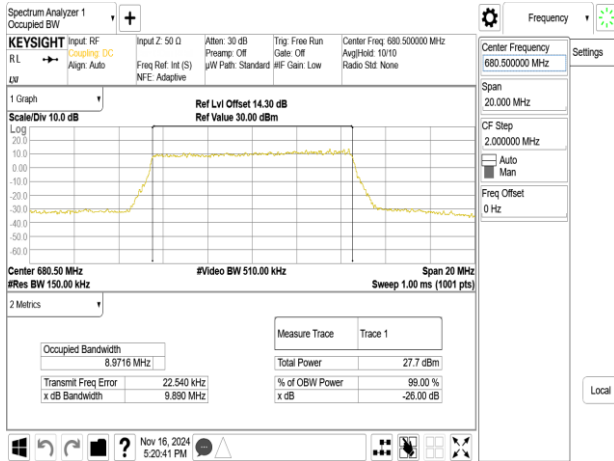 Spectrum Analyzer 1
Occupied BW
Frequency
KEYSIGHT
Input: RF
Coupling: DC
Align: Auto
RL
LXI
Input Z: 50 Ω
Freq Ref: Int (S)
NFE: Adaptive
Atten: 30 dB
Preamp: Off
µW Path: Standard
Trig: Free Run
Gate: Off
#IF Gain: Low
Center Freq: 680.500000 MHz
Avg|Hold: 10/10
Radio Std: None
Center Frequency
680.500000 MHz
Settings
Span
20.000 MHz
CF Step
2.000000 MHz
Auto
Man
Freq Offset
0 Hz
Local
1 Graph
Scale/Div 10.0 dB
Ref Lvl Offset 14.30 dB
Ref Value 30.00 dBm
Log
20.0
10.0
0.00
-10.0
-20.0
-30.0
-40.0
-50.0
-60.0
Center 680.50 MHz
#Video BW 510.00 kHz
Span 20 MHz
#Res BW 150.00 kHz
Sweep 1.00 ms (1001 pts)
2 Metrics
Measure Trace
Trace 1
Occupied Bandwidth
8.9716 MHz
Total Power
27.7 dBm
Transmit Freq Error
22.540 kHz
% of OBW Power
99.00 %
x dB Bandwidth
9.890 MHz
x dB
-26.00 dB
?
Nov 16, 2024
5:20:41 PM